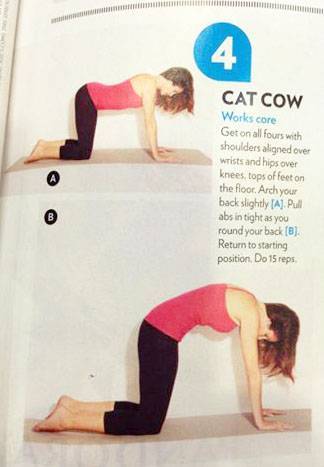 4
CAT COW
Works core
Get on all fours with
shoulders aligned over
wrists and hips over
knees, tops of feet on
the floor. Arch your
back slightly [A]. Pull
abs in tight as you
round your back [B].
Return to starting
position. Do 15 reps.
A
B